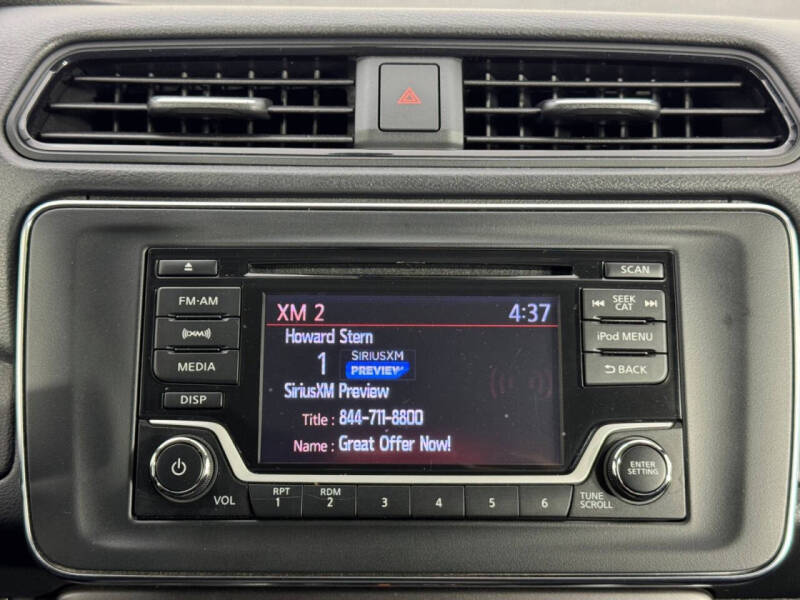 SCAN
FM-AM
XM
MEDIA
DISP
VOL
XM 2 4:37
Howard Stern
1 SIRIUSXM
PREVIEW
SiriusXM Preview
Title : 844-711-8800
Name : Great Offer Now!
SEEK
CAT
iPod MENU
BACK
ENTER
SETTING
TUNE
SCROLL
RPT RDM
1 2 3 4 5 6